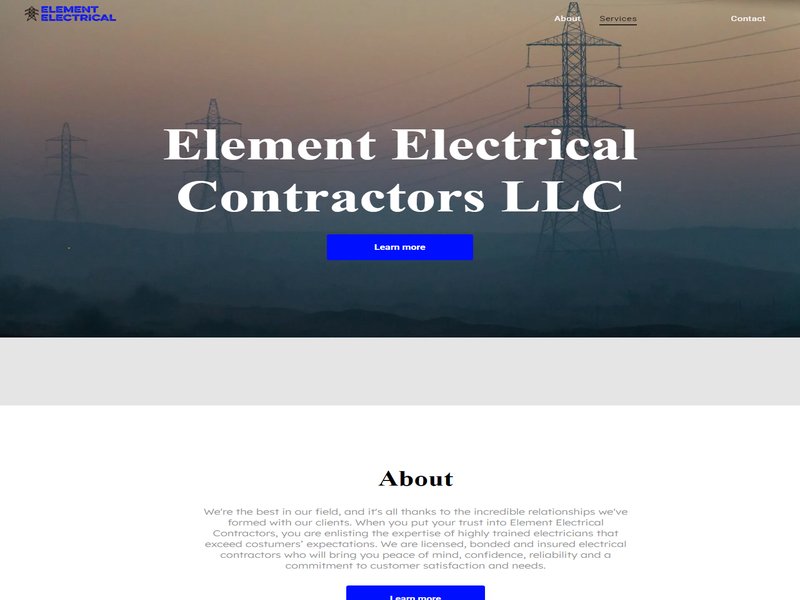 ELEMENT
ELECTRICAL
About Services Contact
Element Electrical
Contractors LLC
Learn more
About
We're the best in our field, and it's all thanks to the incredible relationships we've
formed with our clients. When you put your trust into Element Electrical
Contractors, you are enlisting the expertise of highly trained electricians that
exceed costumers' expectations. We are licensed, bonded and insured electrical
contractors who will bring you peace of mind, confidence, reliability and a
commitment to customer satisfaction and needs.
Learn more